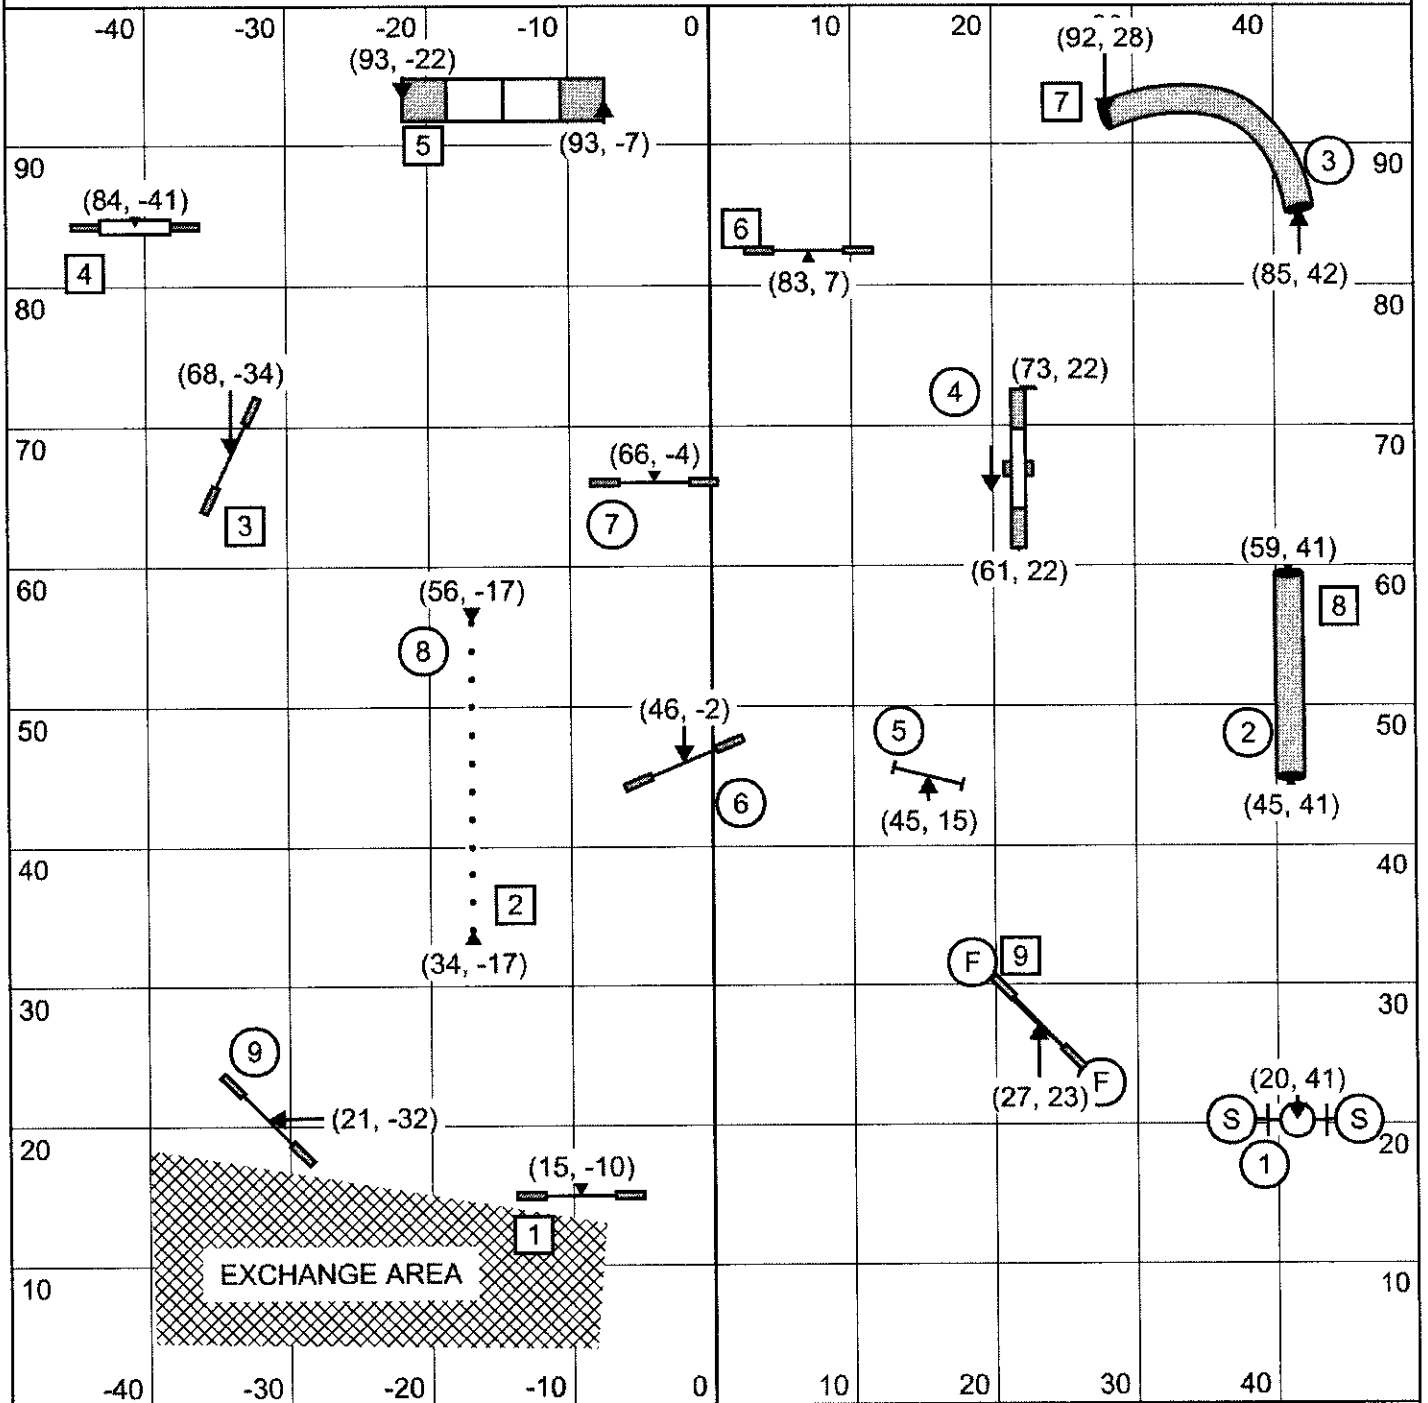 -40 -30 -20 -10 0 10 20 40
(93, -22) (92, 28)
7
5 (93, -7)
90 3 90
(84, -41)
6
4 (83, 7) (85, 42)
80 80
(68, -34) 4 (73, 22)
70 (66, -4) 70
3 7
(59, 41)
60 (56, -17) (61, 22) 60
8 8
50 (46, -2) 5 2 50
6 (45, 15) (45, 41)
40 40
2
(34, -17) F 9
30 30
9 (20, 41)
(27, 23) F
(21, -32) S S
20 20
(15, -10) 1
1
EXCHANGE AREA
10 10
-40 -30 -20 -10 0 10 20 30 40